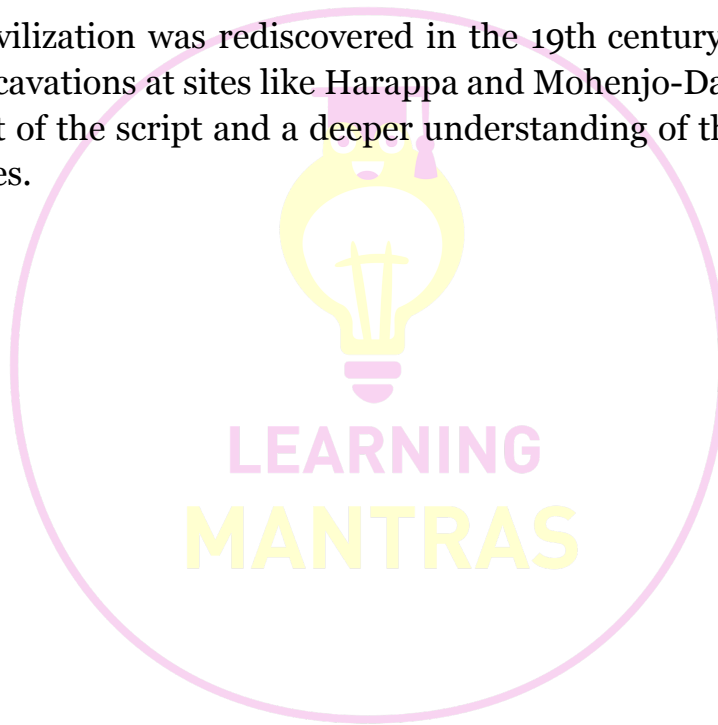 vilization was rediscovered in the 19th century
cavations at sites like Harappa and Mohenjo-Da
t of the script and a deeper understanding of th
es.
LEARNING
MANTRAS